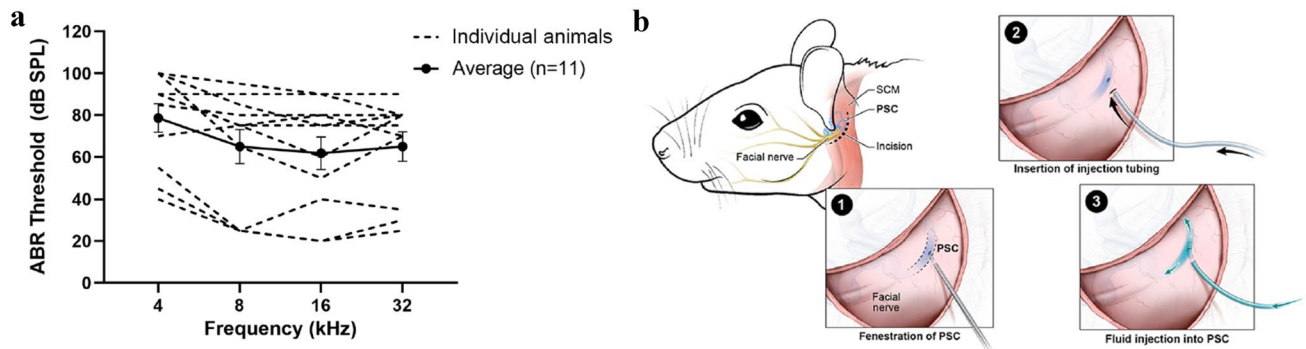 a
ABR Threshold (dB SPL)
120
100
80
60
40
20
0
4
8
16
32
Frequency (kHz)
Individual animals
Average (n=11)
b
SCM
PSC
Incision
Facial nerve
1
PSC
Facial
nerve
Fenestration of PSC
2
Insertion of injection tubing
3
Fluid injection into PSC